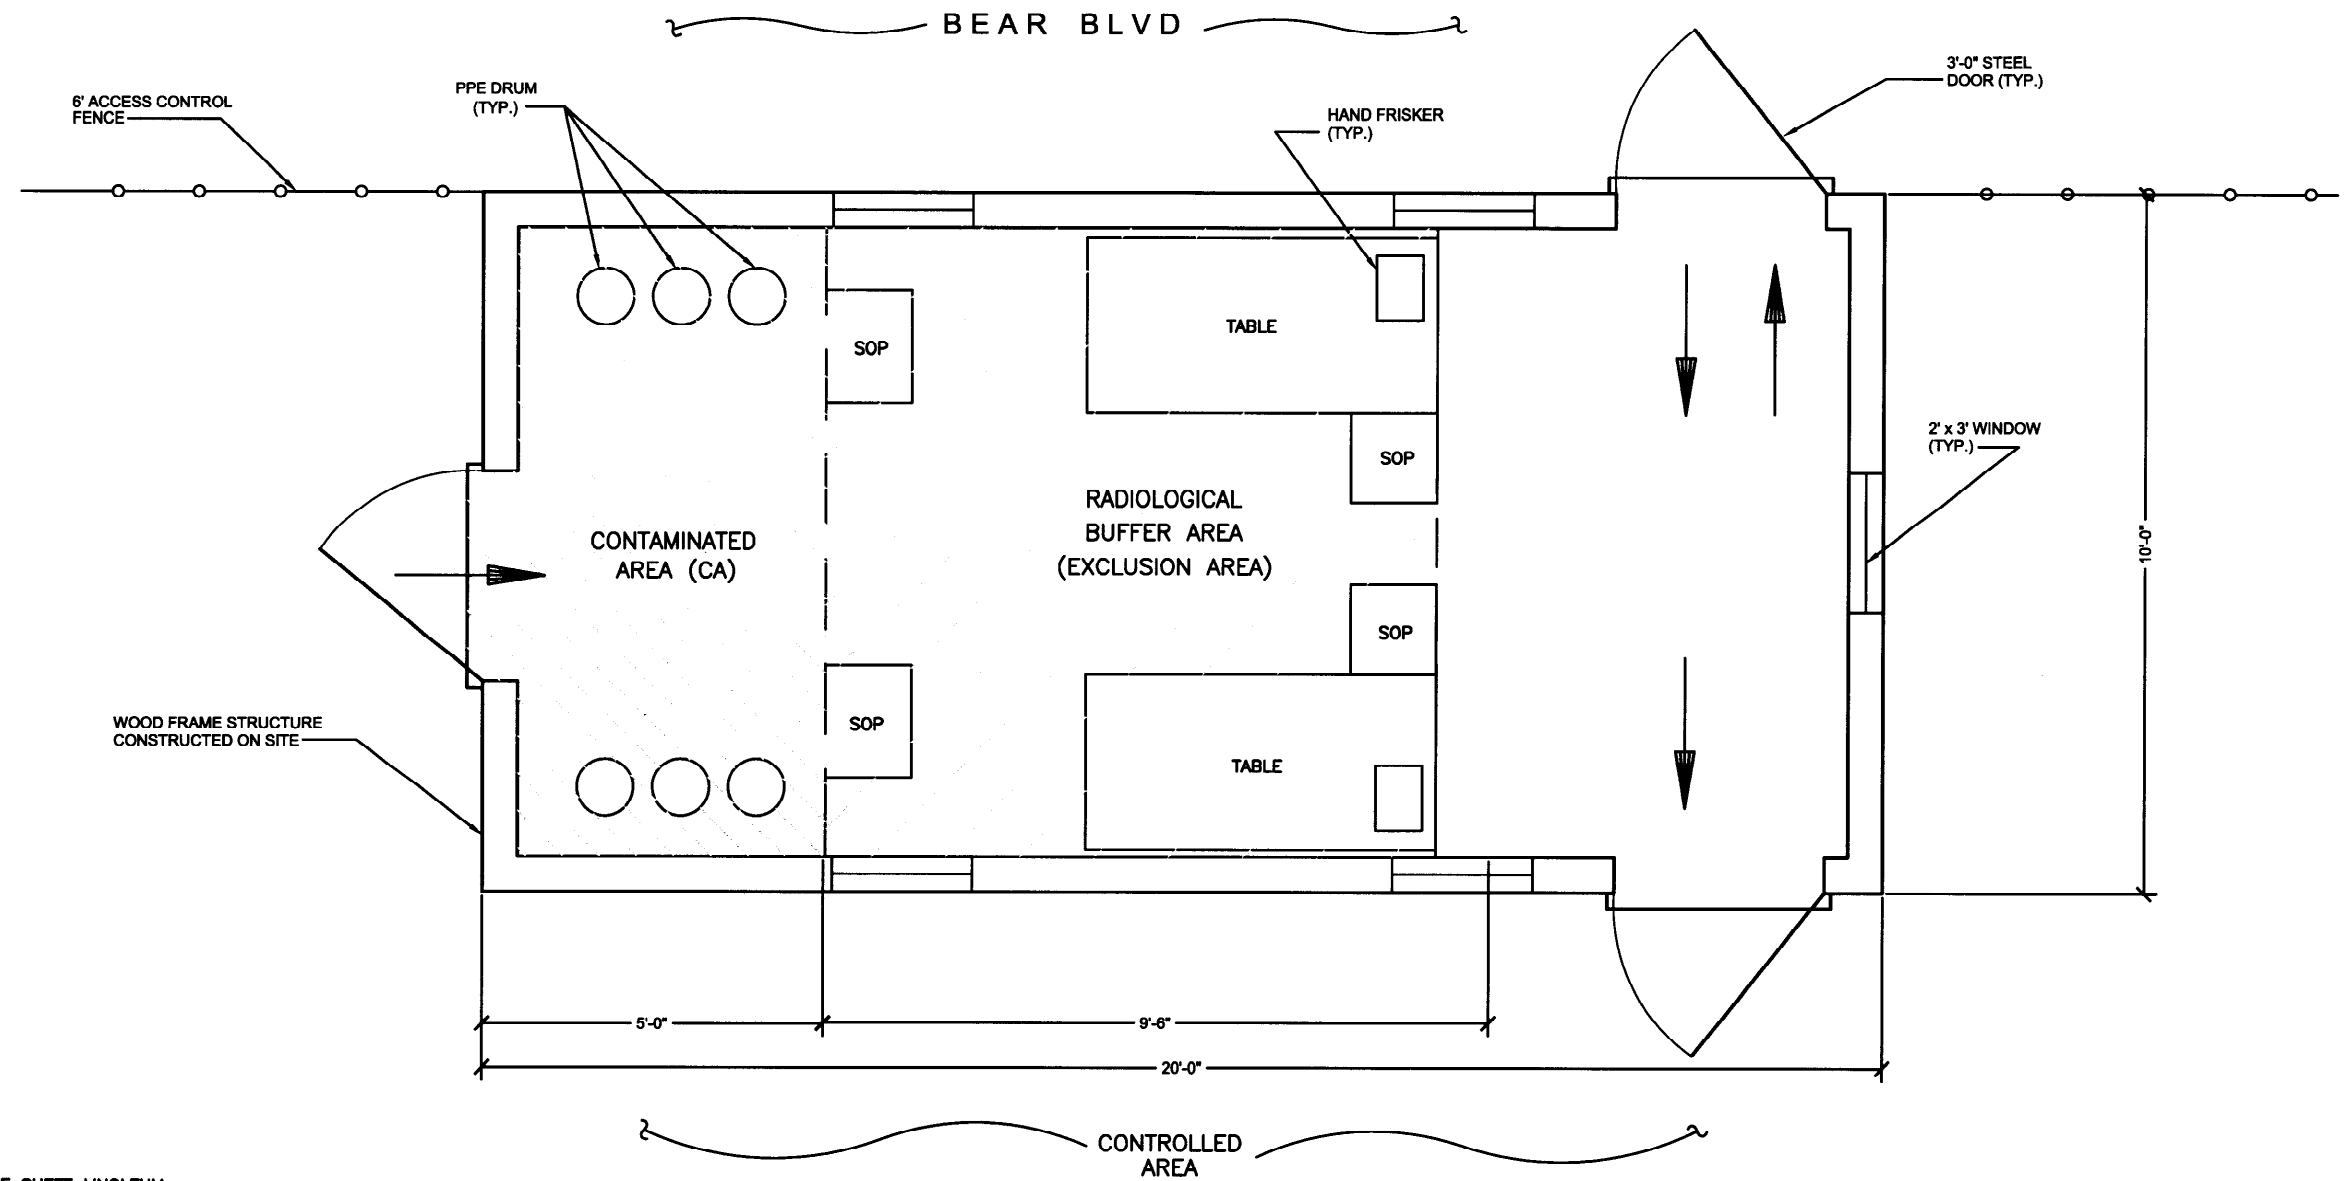 BEAR BLVD
3'-0" STEEL
DOOR (TYP.)
PPE DRUM
(TYP.)
6' ACCESS CONTROL
FENCE
HAND FRISKER
(TYP.)
TABLE
SOP
2' x 3' WINDOW
(TYP.)
SOP
RADIOLOGICAL
BUFFER AREA
(EXCLUSION AREA)
CONTAMINATED
AREA (CA)
10'-0"
SOP
SOP
WOOD FRAME STRUCTURE
CONSTRUCTED ON SITE
TABLE
5'-0"
9'-6"
20'-0"
CONTROLLED
AREA